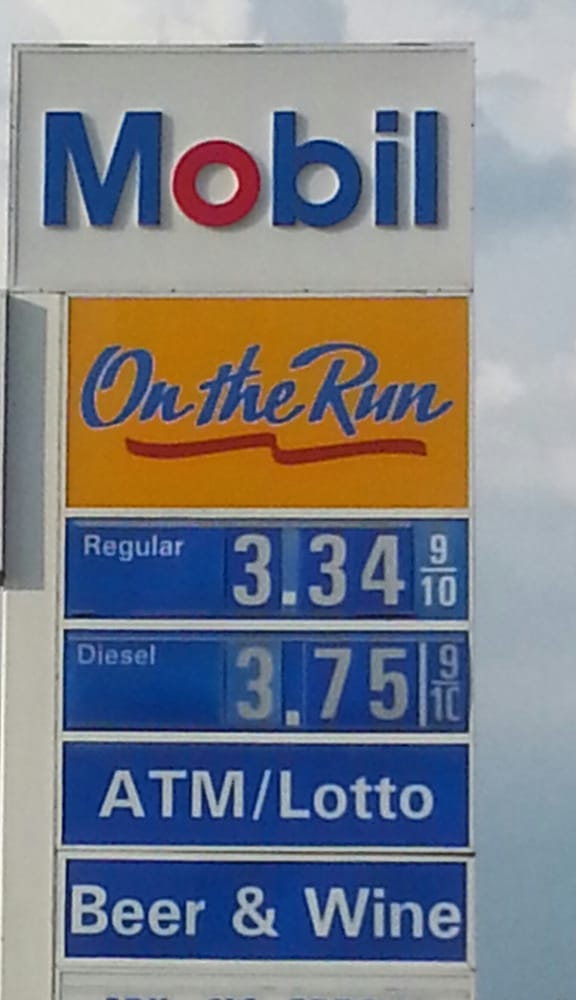 Mobil
On the Run
Regular 3.34 9/10
Diesel 3.75 9/10
ATM/Lotto
Beer & Wine